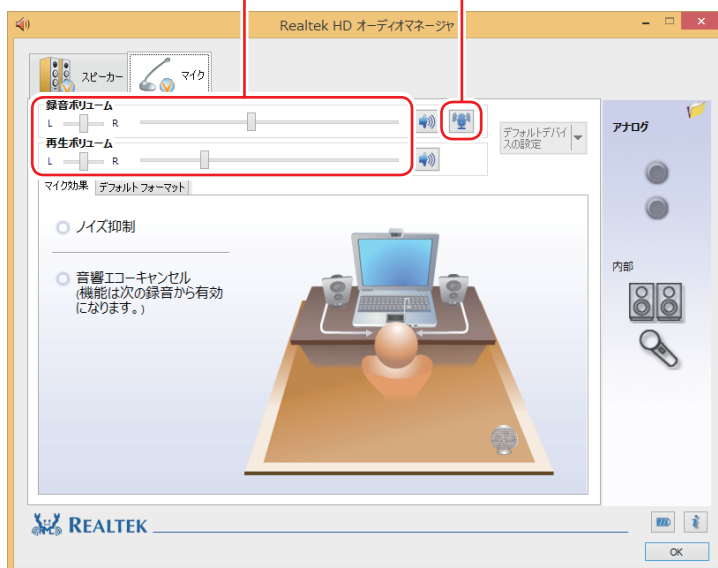 Realtek HD オーディオマネージャ
スピーカー
マイク
録音ボリューム
L R
再生ボリューム
L R
デフォルトデバイ
スの設定
マイク効果
デフォルト フォーマット
ノイズ抑制
音響エコーキャンセル
(機能は次の録音から有効
になります。)
アナログ
内部
REALTEK
OK